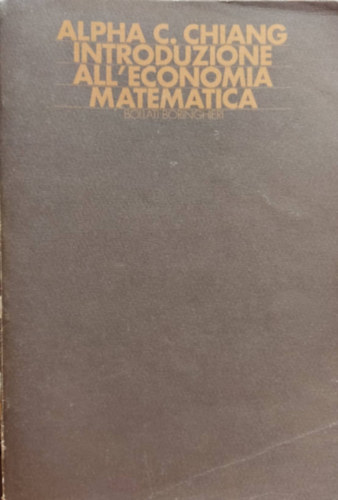 ALPHA C. CHIANG
INTRODUZIONE
ALL'ECONOMIA
MATEMATICA
BOLLATI BORINGHIERI